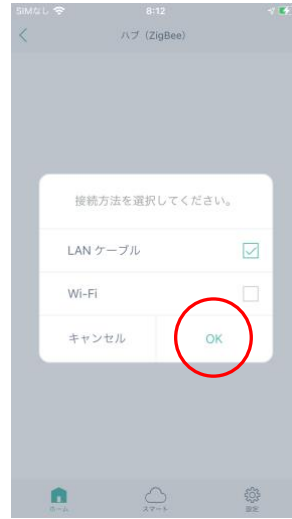 SIMなし 8:12
ハブ（ZigBee）
接続方法を選択してください。
LAN ケーブル
Wi-Fi
キャンセル OK
ホーム スマート 設定